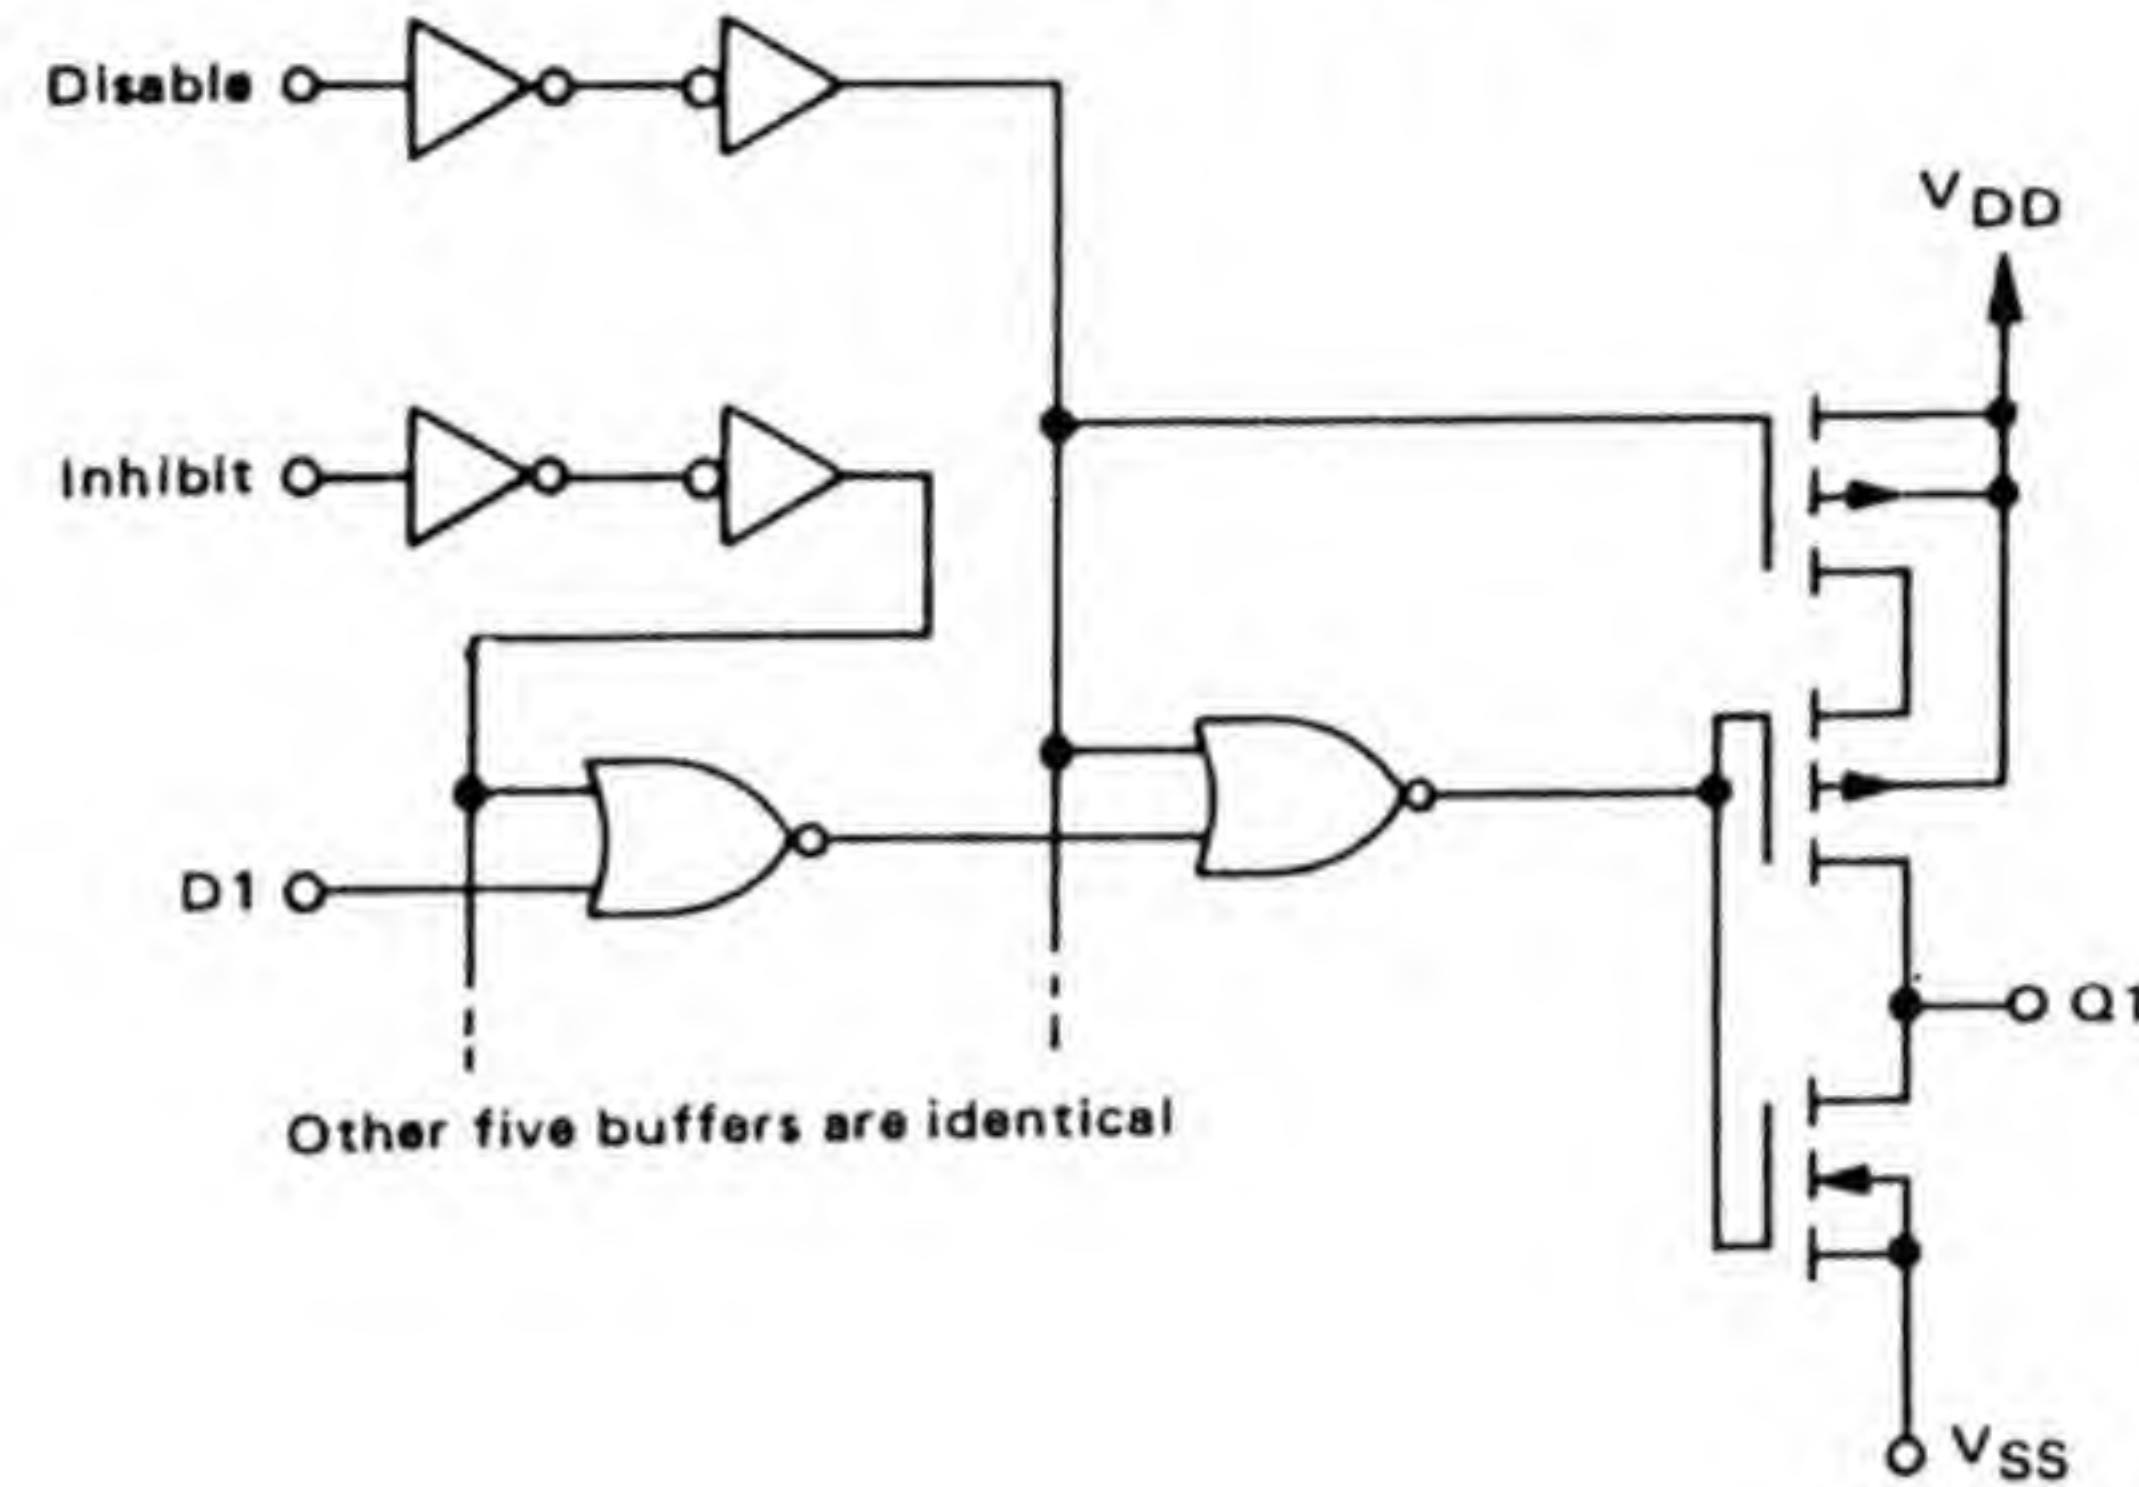 Disable
VDD
Inhibit
D1
Q1
Other five buffers are identical
VSS